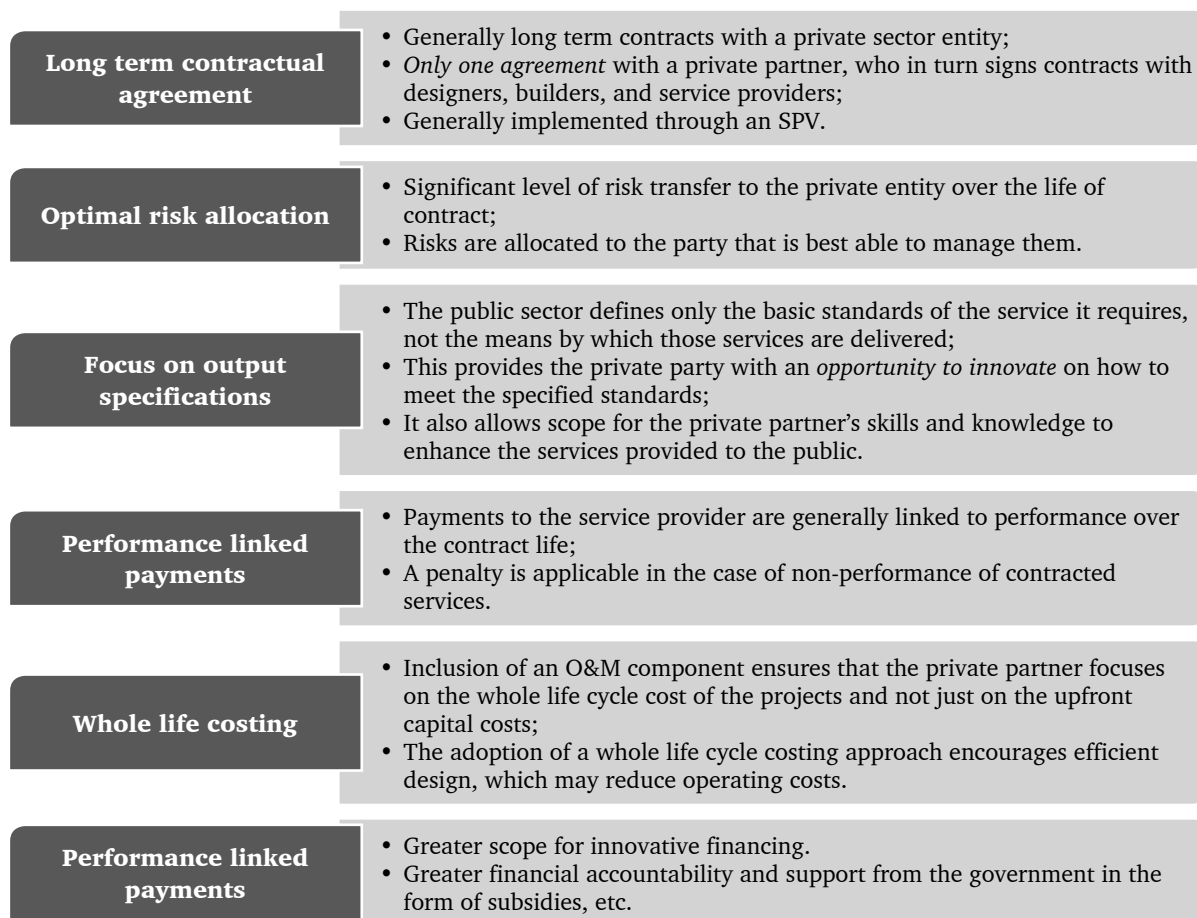 Long term contractual
agreement
• Generally long term contracts with a private sector entity;
• Only one agreement with a private partner, who in turn signs contracts with
designers, builders, and service providers;
• Generally implemented through an SPV.
Optimal risk allocation
• Significant level of risk transfer to the private entity over the life of
contract;
• Risks are allocated to the party that is best able to manage them.
Focus on output
specifications
• The public sector defines only the basic standards of the service it requires,
not the means by which those services are delivered;
• This provides the private party with an opportunity to innovate on how to
meet the specified standards;
• It also allows scope for the private partner’s skills and knowledge to
enhance the services provided to the public.
Performance linked
payments
• Payments to the service provider are generally linked to performance over
the contract life;
• A penalty is applicable in the case of non-performance of contracted
services.
Whole life costing
• Inclusion of an O&M component ensures that the private partner focuses
on the whole life cycle cost of the projects and not just on the upfront
capital costs;
• The adoption of a whole life cycle costing approach encourages efficient
design, which may reduce operating costs.
Performance linked
payments
• Greater scope for innovative financing.
• Greater financial accountability and support from the government in the
form of subsidies, etc.